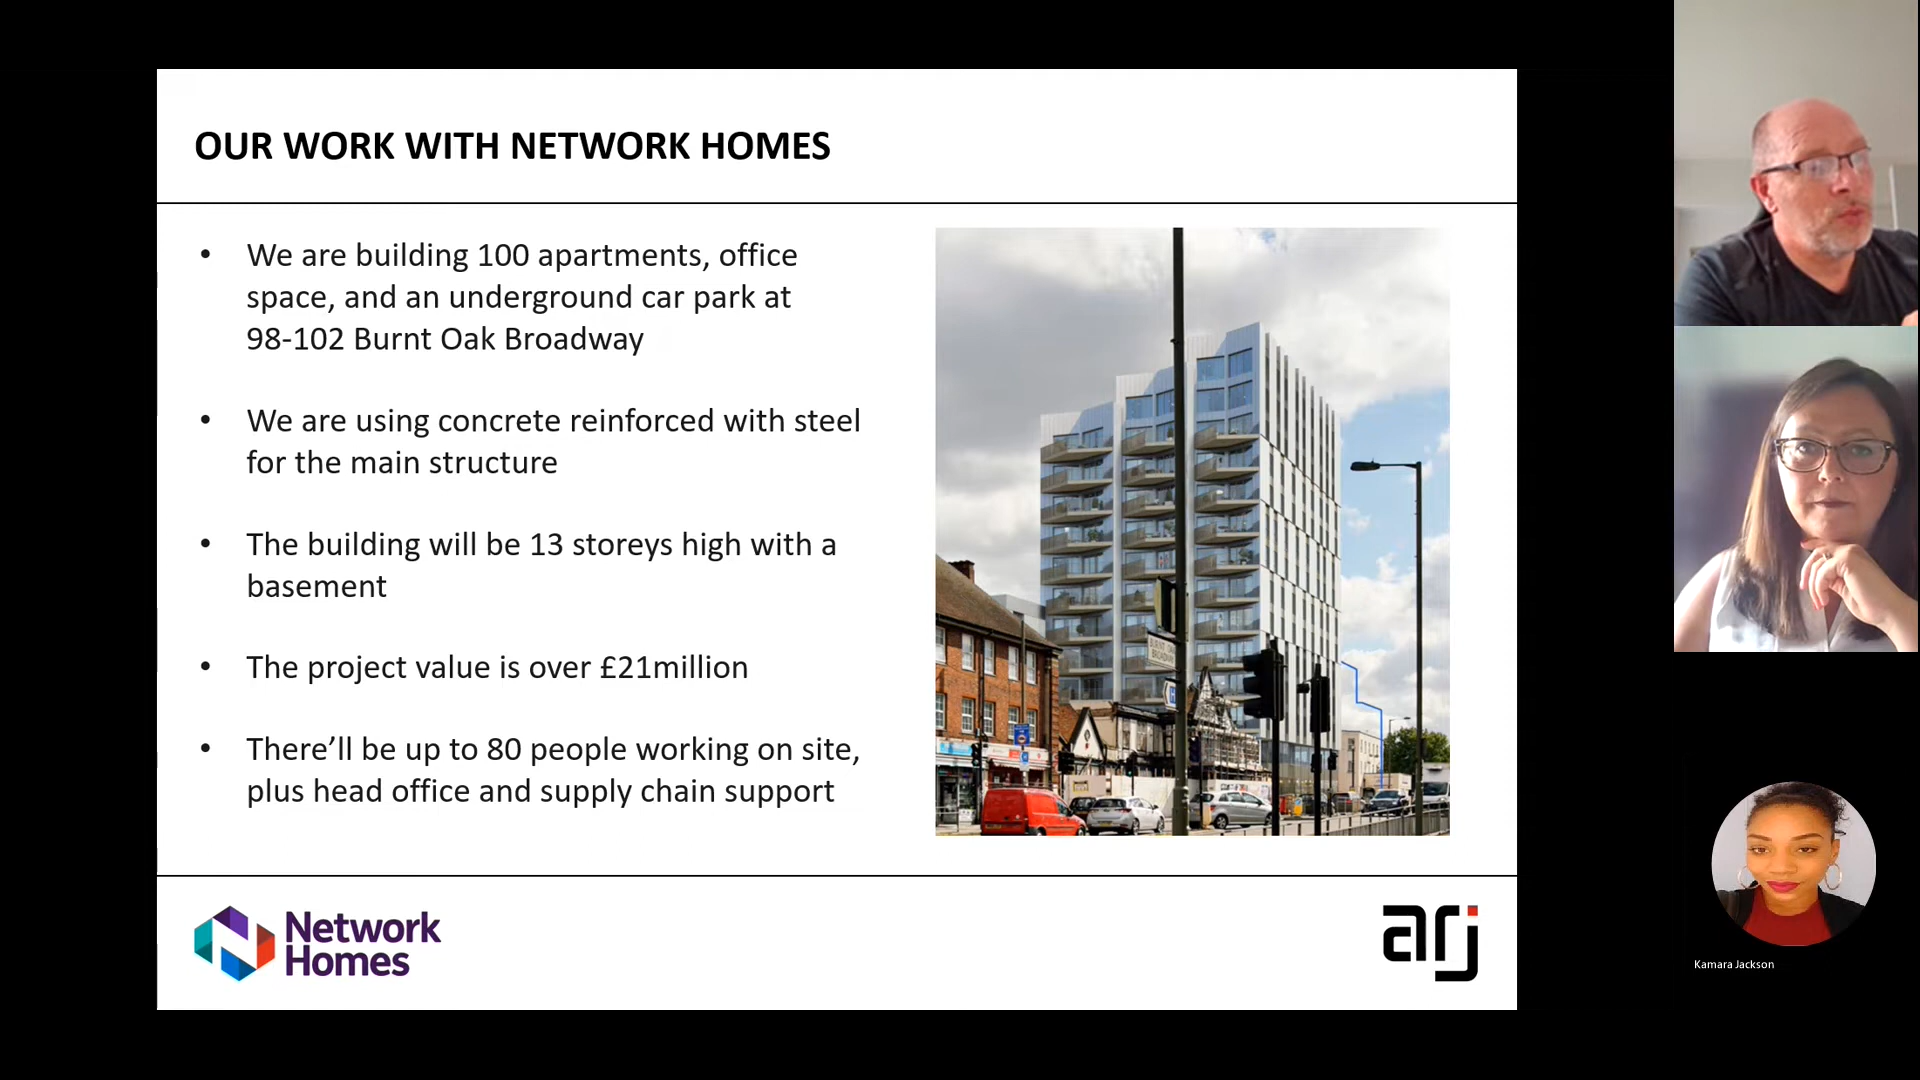 OUR WORK WITH NETWORK HOMES
• We are building 100 apartments, office
space, and an underground car park at
98-102 Burnt Oak Broadway
• We are using concrete reinforced with steel
for the main structure
• The building will be 13 storeys high with a
basement
• The project value is over £21million
• There’ll be up to 80 people working on site,
plus head office and supply chain support
BURNT OAK
BROADWAY
Network
Homes
arj
Kamara Jackson